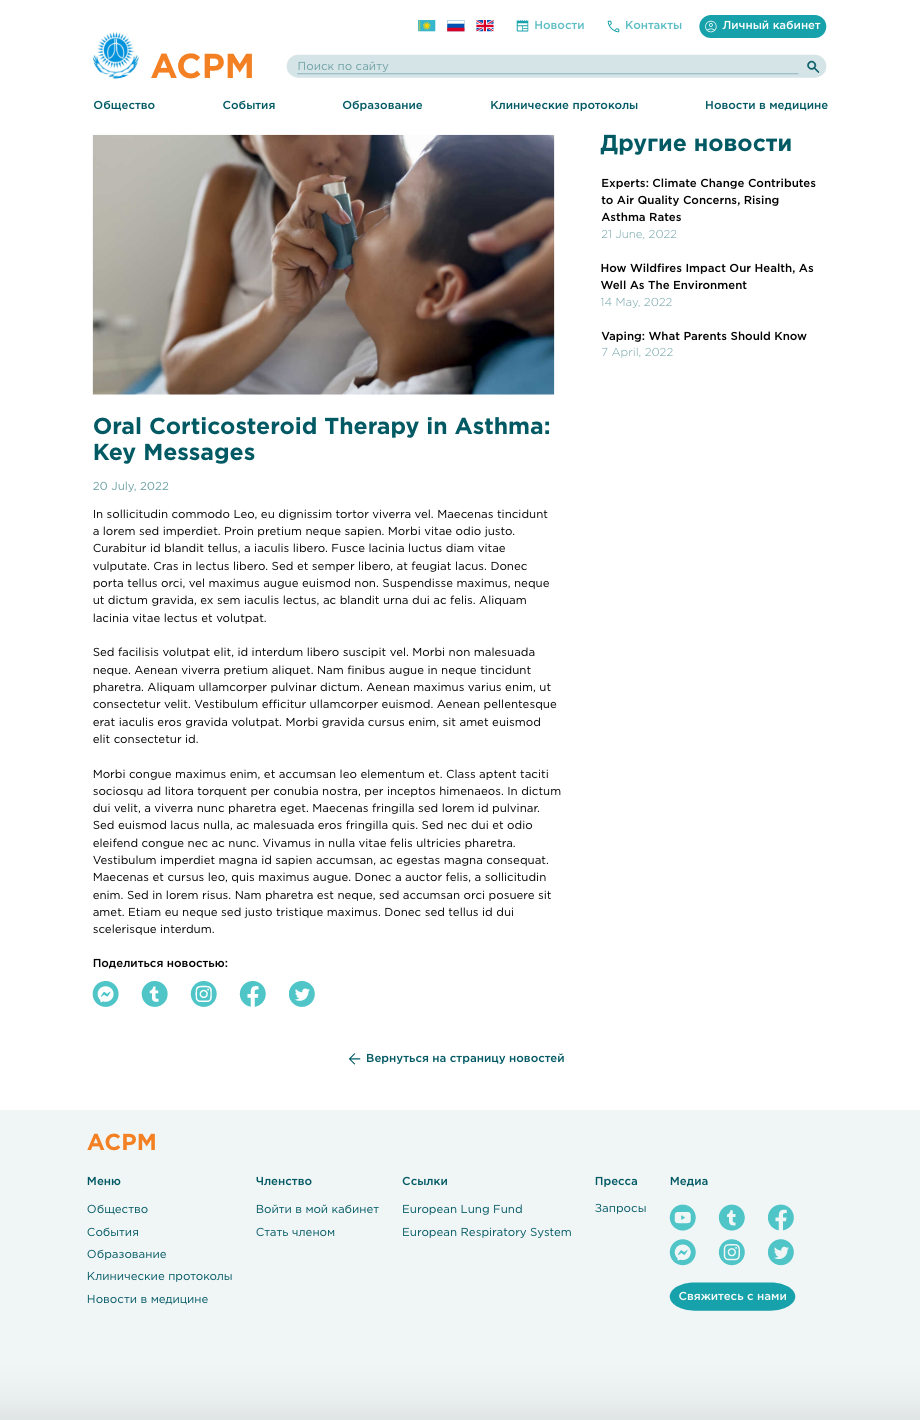 Новости
Контакты
Личный кабинет
АСРМ
Поиск по сайту
Общество
События
Образование
Клинические протоколы
Новости в медицине
Oral Corticosteroid Therapy in Asthma:
Key Messages
20 July, 2022
In sollicitudin commodo Leo, eu dignissim tortor viverra vel. Maecenas tincidunt
a lorem sed imperdiet. Proin pretium neque sapien. Morbi vitae odio justo.
Curabitur id blandit tellus, a iaculis libero. Fusce lacinia luctus diam vitae
vulputate. Cras in lectus libero. Sed et semper libero, at feugiat lacus. Donec
porta tellus orci, vel maximus augue euismod non. Suspendisse maximus, neque
ut dictum gravida, ex sem iaculis lectus, ac blandit urna dui ac felis. Aliquam
lacinia vitae lectus et volutpat.
Sed facilisis volutpat elit, id interdum libero suscipit vel. Morbi non malesuada
neque. Aenean viverra pretium aliquet. Nam finibus augue in neque tincidunt
pharetra. Aliquam ullamcorper pulvinar dictum. Aenean maximus varius enim, ut
consectetur velit. Vestibulum efficitur ullamcorper euismod. Aenean pellentesque
erat iaculis eros gravida volutpat. Morbi gravida cursus enim, sit amet euismod
elit consectetur id.
Morbi congue maximus enim, et accumsan leo elementum et. Class aptent taciti
sociosqu ad litora torquent per conubia nostra, per inceptos himenaeos. In dictum
dui velit, a viverra nunc pharetra eget. Maecenas fringilla sed lorem id pulvinar.
Sed euismod lacus nulla, ac malesuada eros fringilla quis. Sed nec dui et odio
eleifend congue nec ac nunc. Vivamus in nulla vitae felis ultricies pharetra.
Vestibulum imperdiet magna id sapien accumsan, ac egestas magna consequat.
Maecenas et cursus leo, quis maximus augue. Donec a auctor felis, a sollicitudin
enim. Sed in lorem risus. Nam pharetra est neque, sed accumsan orci posuere sit
amet. Etiam eu neque sed justo tristique maximus. Donec sed tellus id dui
scelerisque interdum.
Поделиться новостью:
Другие новости
Experts: Climate Change Contributes
to Air Quality Concerns, Rising
Asthma Rates
21 June, 2022
How Wildfires Impact Our Health, As
Well As The Environment
14 May, 2022
Vaping: What Parents Should Know
7 April, 2022
Вернуться на страницу новостей
АСРМ
Меню
Общество
События
Образование
Клинические протоколы
Новости в медицине
Членство
Войти в мой кабинет
Стать членом
Ссылки
European Lung Fund
European Respiratory System
Пресса
Запросы
Медиа
Свяжитесь с нами